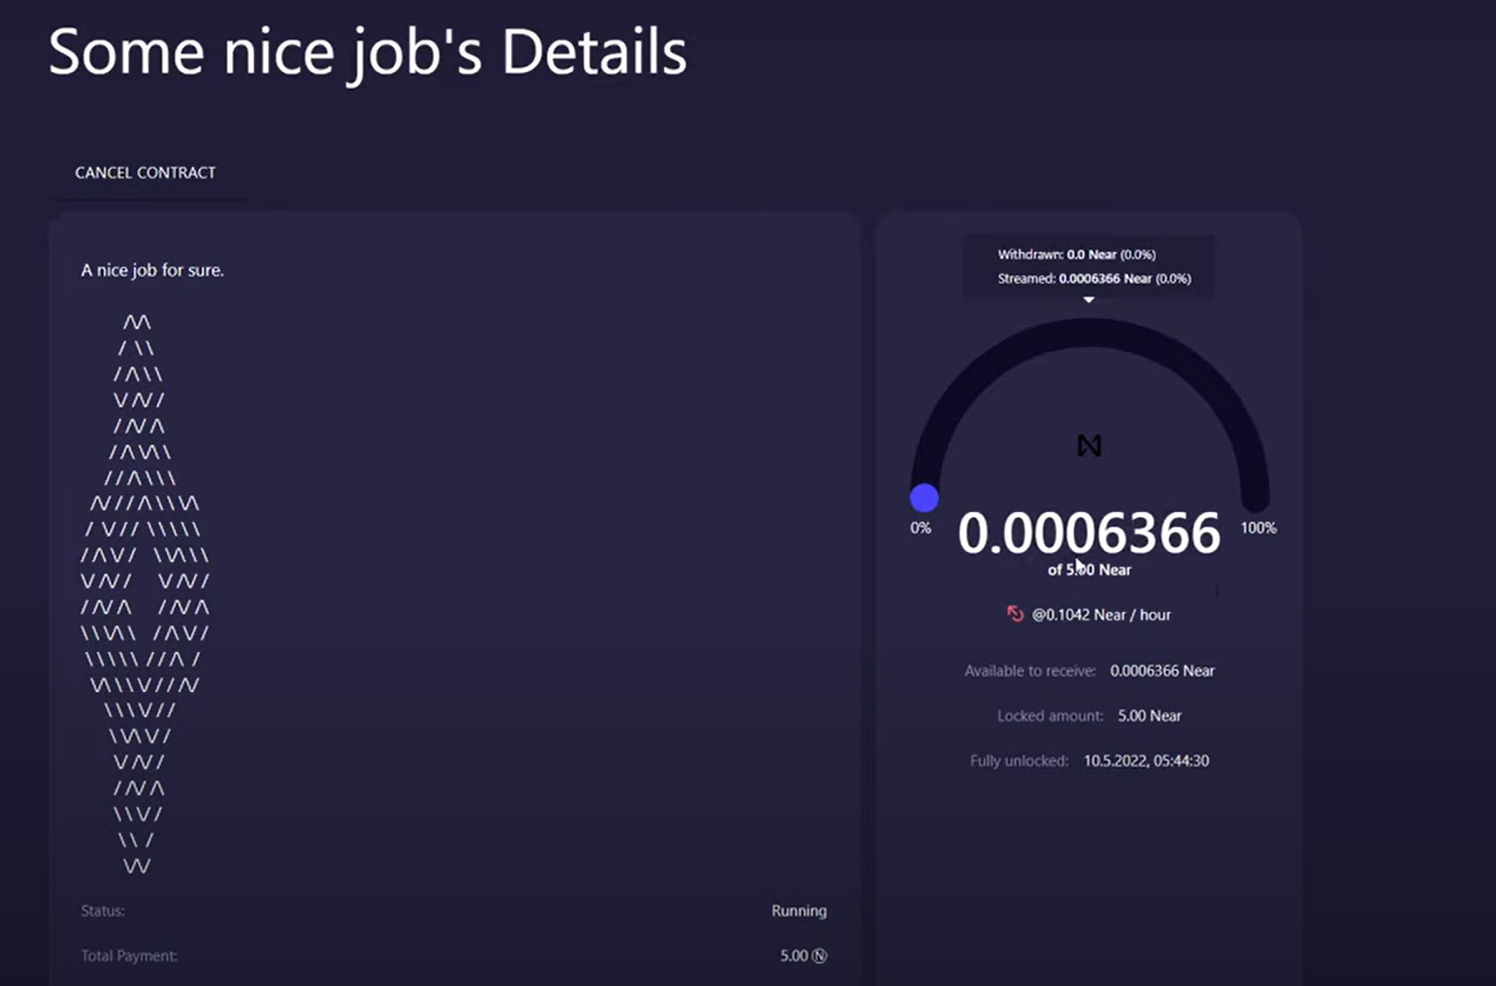 Some nice job's Details
CANCEL CONTRACT
A nice job for sure.
/\/\
/ \\
/ /\ \\
\/ /\/ /
/ /\/ /\
/ /\ \/\ \
/ / /\ \ \ \
/\/ / / /\ \ \ \/\
/ \/ / / \ \ \ \ \
/ /\ \/ / \ \/\ \ \
\/ /\/ / \/ /\/ /
/ /\/ /\ / /\/ /\
\ \ \/\ \ / /\ \/ /
\ \ \ \ \ / / /\ /
\/\ \ \ \/ / / /\/
\ \ \ \/ / /
\ \/\ \/ /
\/ /\/ /
/ /\/ /\
\ \ \/ /
\ \ /
\/\/
Status: Running
Total Payment: 5.00 Ⓝ
Withdrawn: 0.0 Near (0.0%)
Streamed: 0.0006366 Near (0.0%)
0% 100%
0.0006366
of 5.00 Near
@0.1042 Near / hour
Available to receive: 0.0006366 Near
Locked amount: 5.00 Near
Fully unlocked: 10.5.2022, 05:44:30